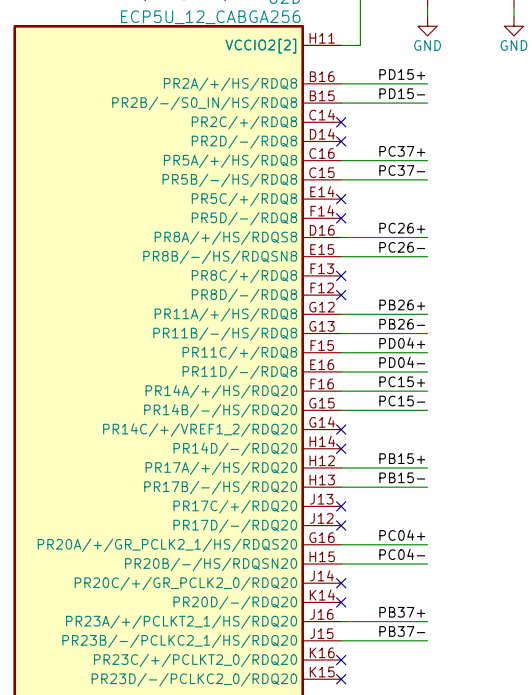 ECP5U_12_CABGA256
VCCIO2[2] H11
GND GND
PR2A/+/HS/RDQ8 B16 PD15+
PR2B/-/S0_IN/HS/RDQ8 B15 PD15-
PR2C/+/RDQ8 C14
PR2D/-/RDQ8 D14
PR5A/+/HS/RDQ8 C16 PC37+
PR5B/-/HS/RDQ8 C15 PC37-
PR5C/+/RDQ8 E14
PR5D/-/RDQ8 F14
PR8A/+/HS/RDQS8 D16 PC26+
PR8B/-/HS/RDQSN8 E15 PC26-
PR8C/+/RDQ8 F13
PR8D/-/RDQ8 F12
PR11A/+/HS/RDQ8 G12 PB26+
PR11B/-/HS/RDQ8 G13 PB26-
PR11C/+/RDQ8 F15 PD04+
PR11D/-/RDQ8 E16 PD04-
PR14A/+/HS/RDQ20 F16 PC15+
PR14B/-/HS/RDQ20 G15 PC15-
PR14C/+/VREF1_2/RDQ20 G14
PR14D/-/RDQ20 H14
PR17A/+/HS/RDQ20 H12 PB15+
PR17B/-/HS/RDQ20 H13 PB15-
PR17C/+/RDQ20 J13
PR17D/-/RDQ20 J12
PR20A/+/GR_PCLK2_1/HS/RDQS20 G16 PC04+
PR20B/-/HS/RDQSN20 H15 PC04-
PR20C/+/GR_PCLK2_0/RDQ20 J14
PR20D/-/RDQ20 K14
PR23A/+/PCLKT2_1/HS/RDQ20 J16 PB37+
PR23B/-/PCLKC2_1/HS/RDQ20 J15 PB37-
PR23C/+/PCLKT2_0/RDQ20 K16
PR23D/-/PCLKC2_0/RDQ20 K15